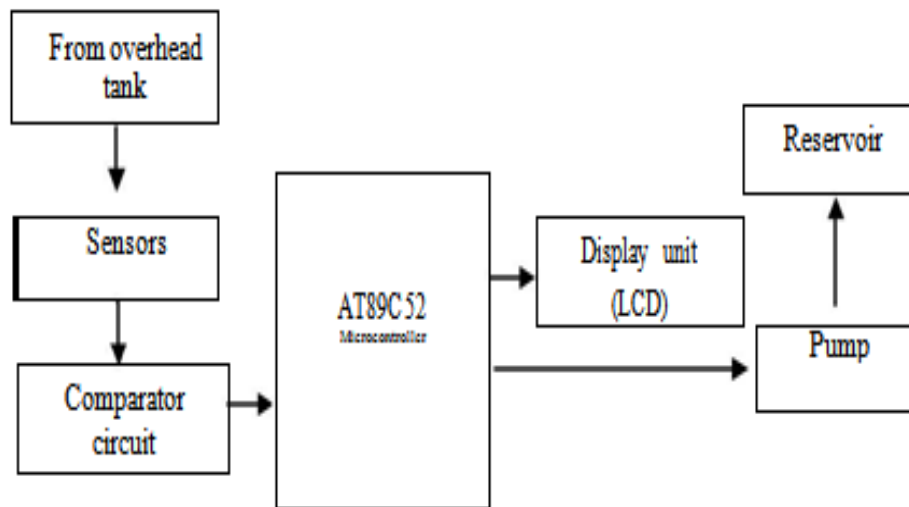 From overhead
tank
Sensors
Comparator
circuit
AT89C52
Microcontroller
Display unit
(LCD)
Reservoir
Pump